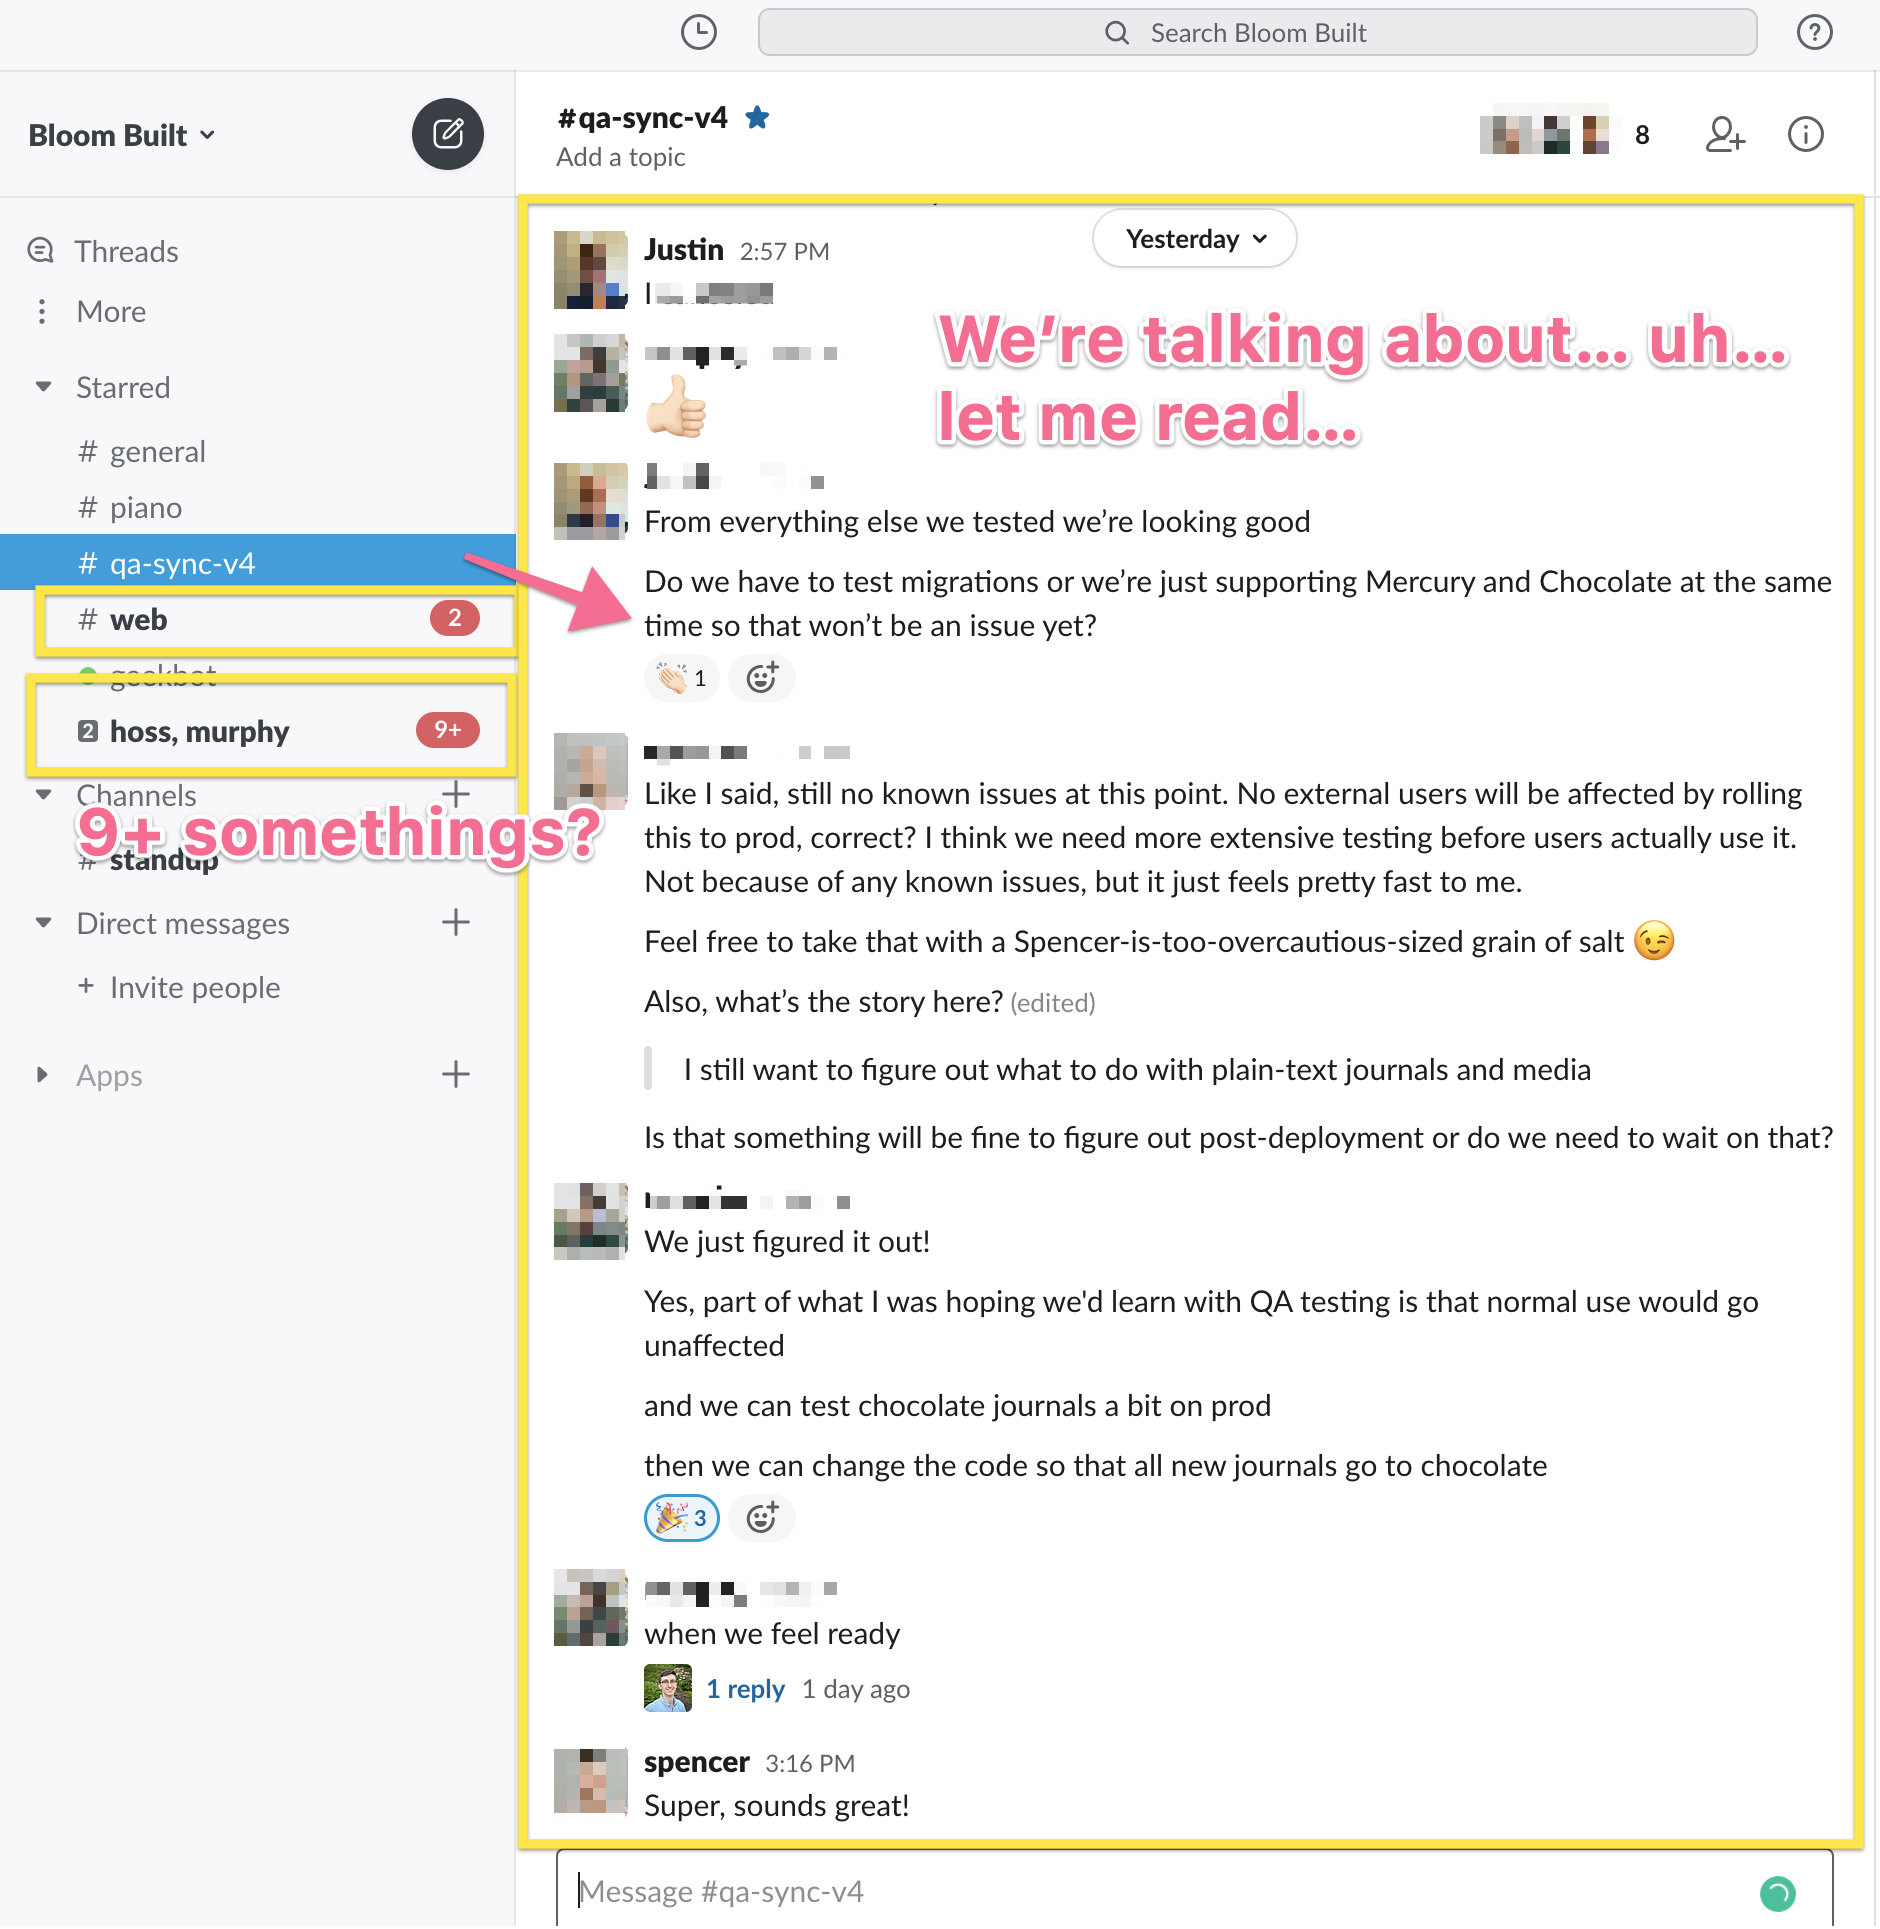 Search Bloom Built
Bloom Built
#qa-sync-v4
Add a topic
8
Threads
More
Starred
# general
# piano
# qa-sync-v4
# web 2
geekbot
2 hoss, murphy 9+
Channels
9+ somethings?
# standup
Direct messages
+ Invite people
Apps
Yesterday
Justin 2:57 PM
I
We're talking about... uh...
let me read...
From everything else we tested we're looking good
Do we have to test migrations or we're just supporting Mercury and Chocolate at the same
time so that won't be an issue yet?
1
Like I said, still no known issues at this point. No external users will be affected by rolling
this to prod, correct? I think we need more extensive testing before users actually use it.
Not because of any known issues, but it just feels pretty fast to me.
Feel free to take that with a Spencer-is-too-overcautious-sized grain of salt 😉
Also, what's the story here? (edited)
I still want to figure out what to do with plain-text journals and media
Is that something will be fine to figure out post-deployment or do we need to wait on that?
We just figured it out!
Yes, part of what I was hoping we'd learn with QA testing is that normal use would go
unaffected
and we can test chocolate journals a bit on prod
then we can change the code so that all new journals go to chocolate
3
when we feel ready
1 reply 1 day ago
spencer 3:16 PM
Super, sounds great!
Message #qa-sync-v4